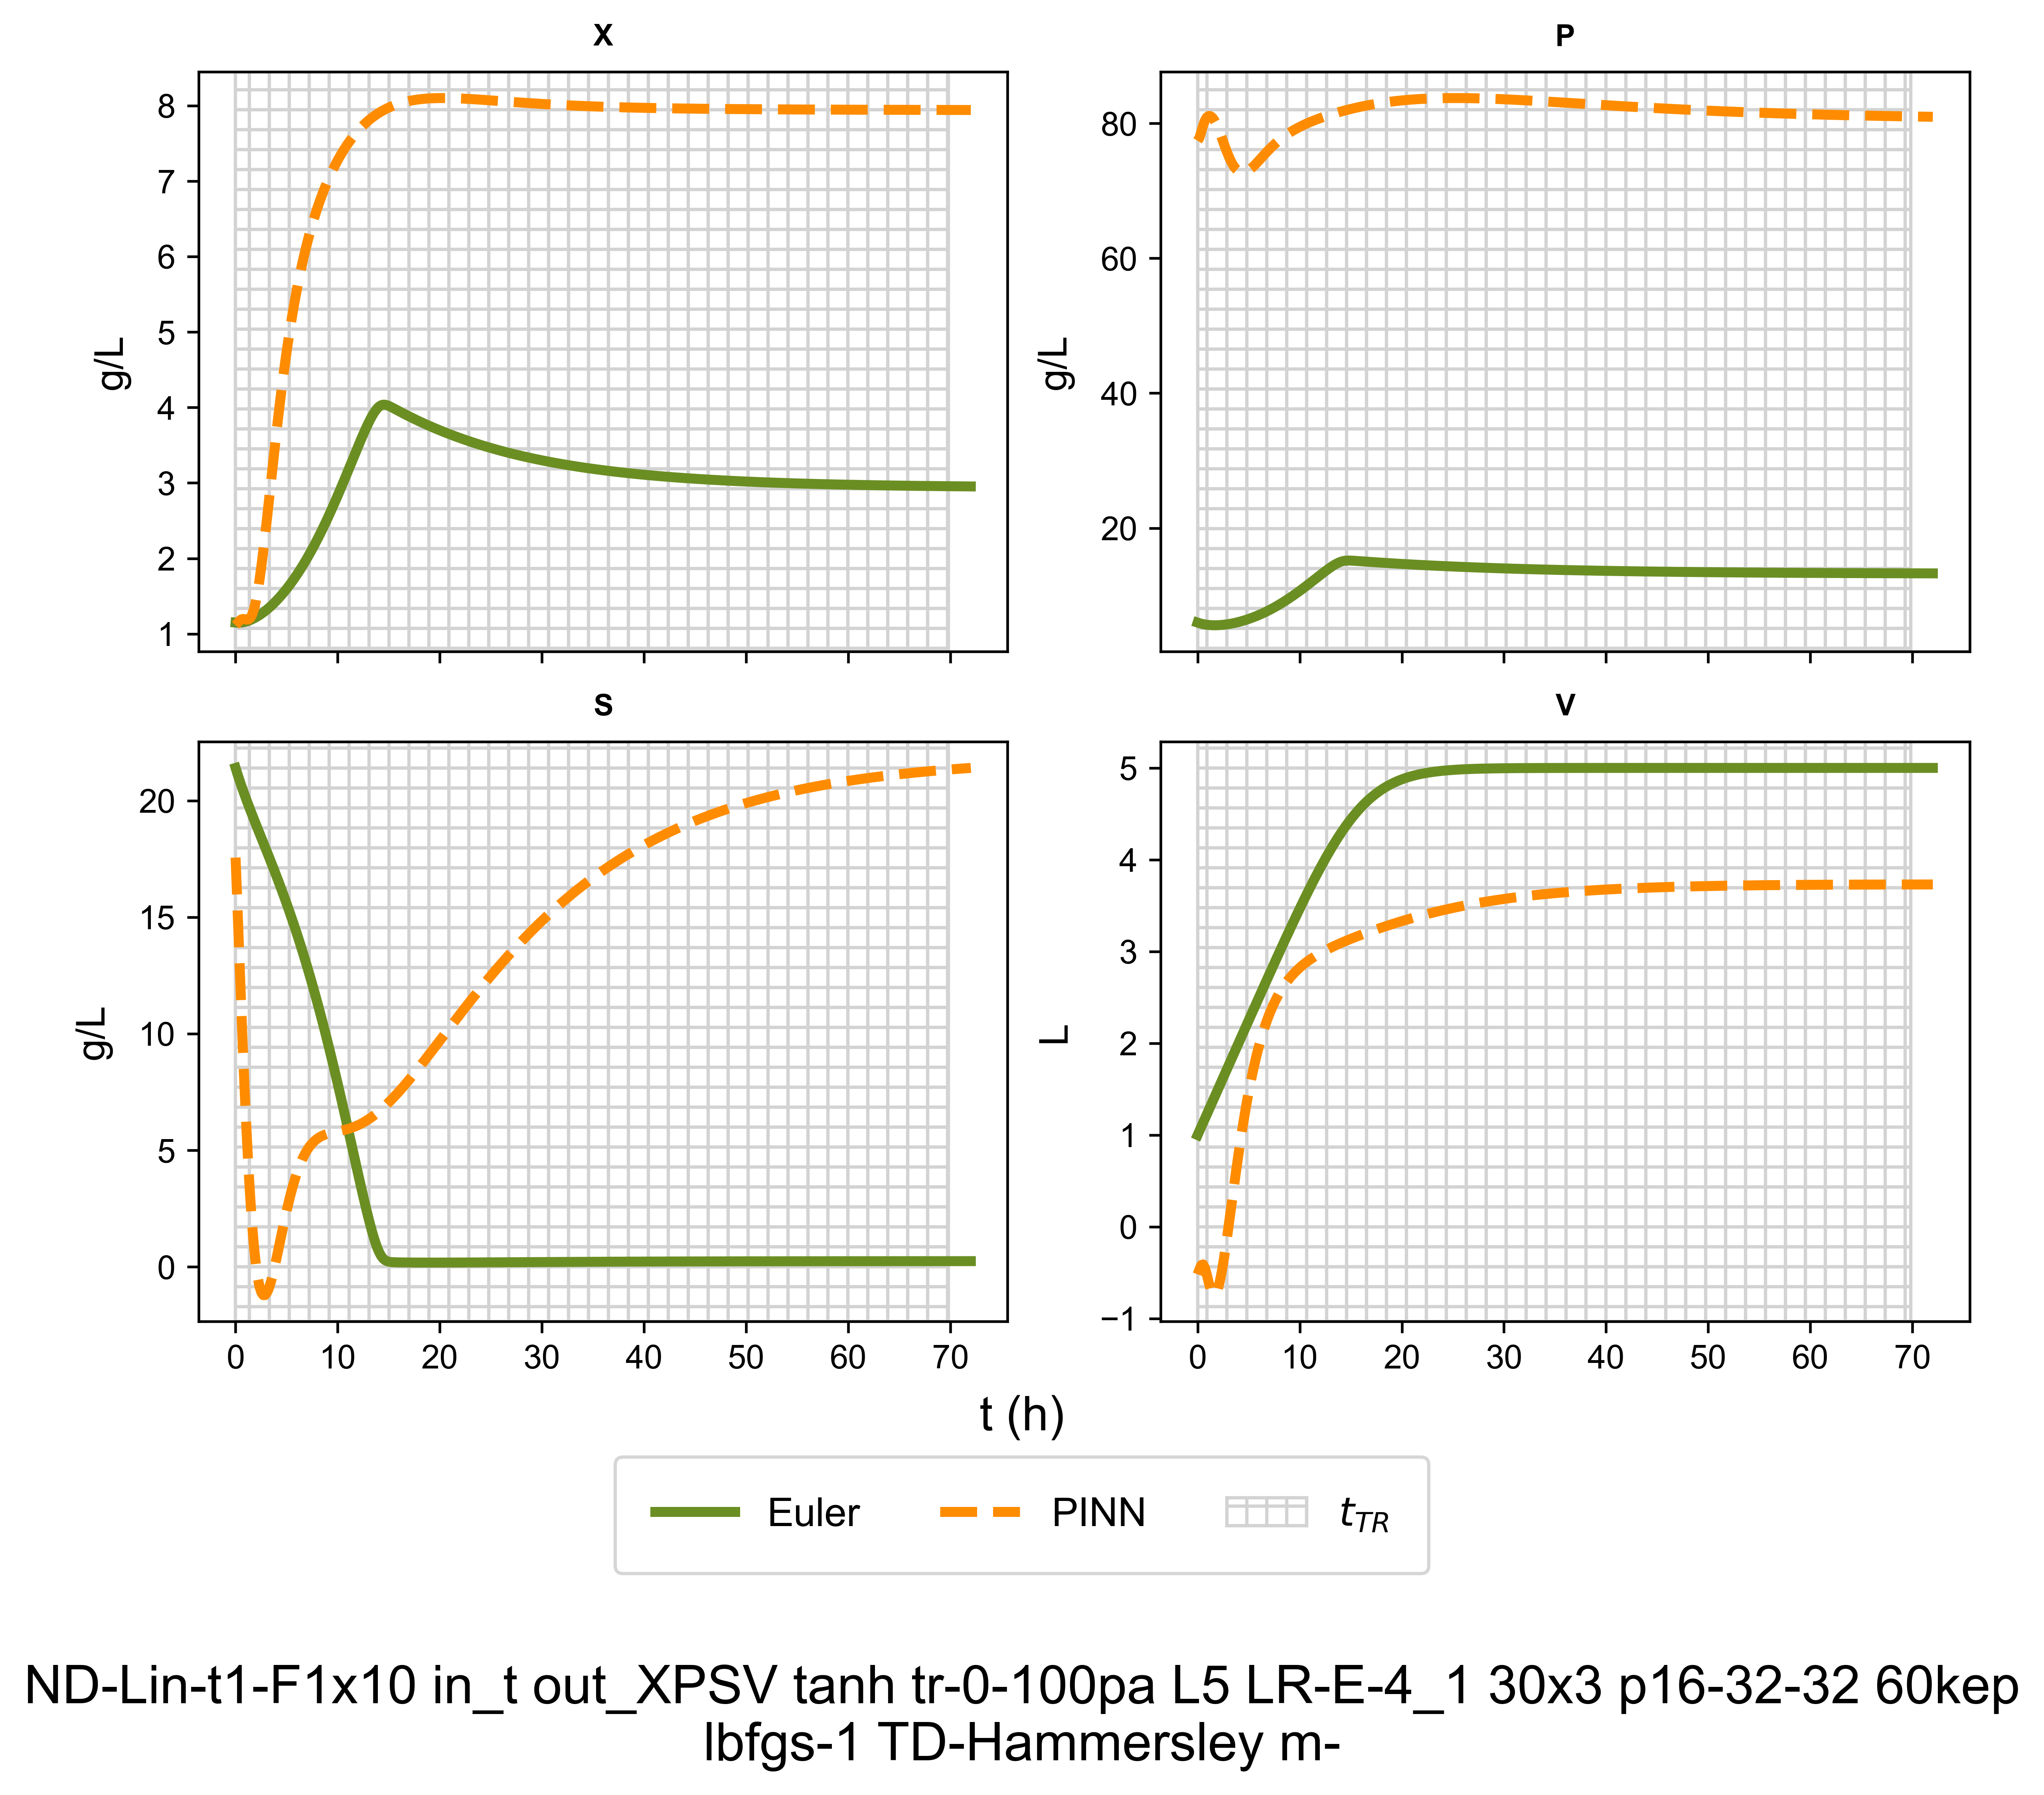 X
P
8
7
6
5
4
3
2
1
g/L
80
60
40
20
g/L
S
V
20
15
10
5
0
g/L
5
4
3
2
1
0
−1
L
0 10 20 30 40 50 60 70
0 10 20 30 40 50 60 70
t (h)
Euler PINN t_TR
ND-Lin-t1-F1x10 in_t out_XPSV tanh tr-0-100pa L5 LR-E-4_1 30x3 p16-32-32 60kep
lbfgs-1 TD-Hammersley m-